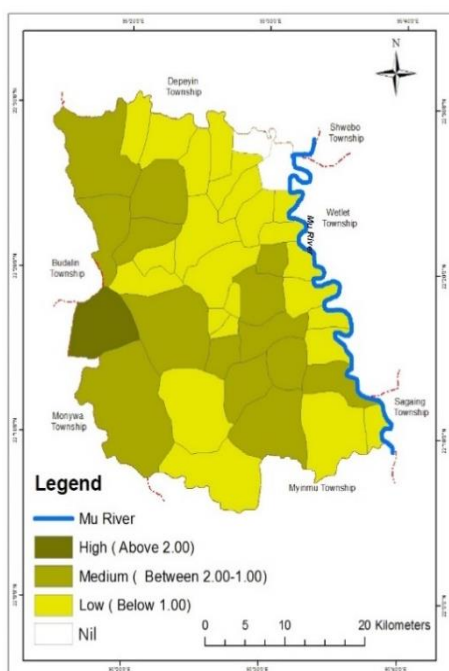 N
Depeyin
Township
Shwebo
Township
Wetlet
Township
Mu River
Budalin
Township
Monywa
Township
Sagaing
Township
Myinmu Township
Legend
Mu River
High ( Above 2.00)
Medium ( Between 2.00-1.00)
Low ( Below 1.00)
Nil
0 5 10 20 Kilometers